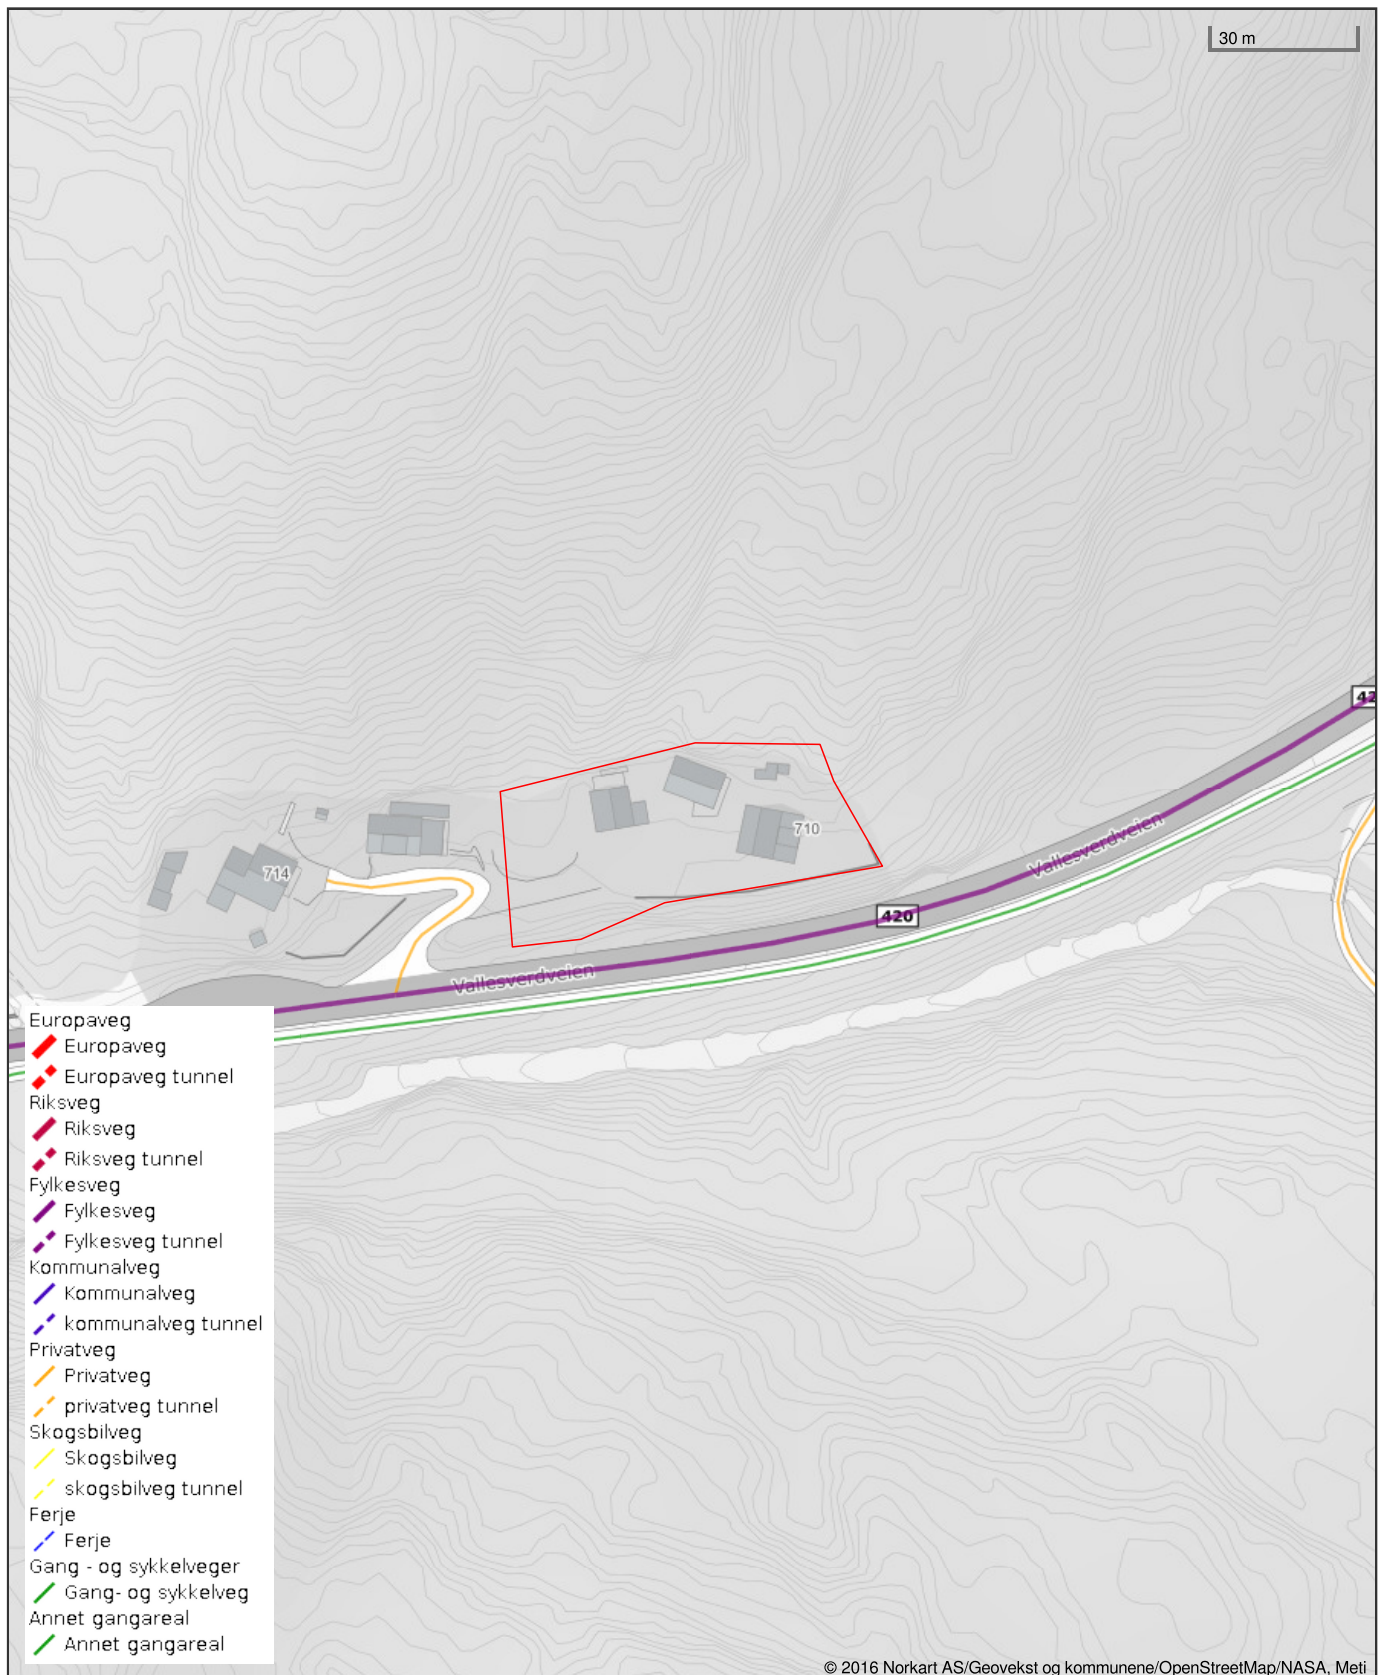 30 m
42
Vallesverdveien
710
714
420
Vallesverdveien
Europaveg
Europaveg
Europaveg tunnel
Riksveg
Riksveg
Riksveg tunnel
Fylkesveg
Fylkesveg
Fylkesveg tunnel
Kommunalveg
Kommunalveg
kommunalveg tunnel
Privatveg
Privatveg
privatveg tunnel
Skogsbilveg
Skogsbilveg
skogsbilveg tunnel
Ferje
Ferje
Gang - og sykkelveger
Gang- og sykkelveg
Annet gangareal
Annet gangareal
© 2016 Norkart AS/Geovekst og kommunene/OpenStreetMap/NASA, Meti